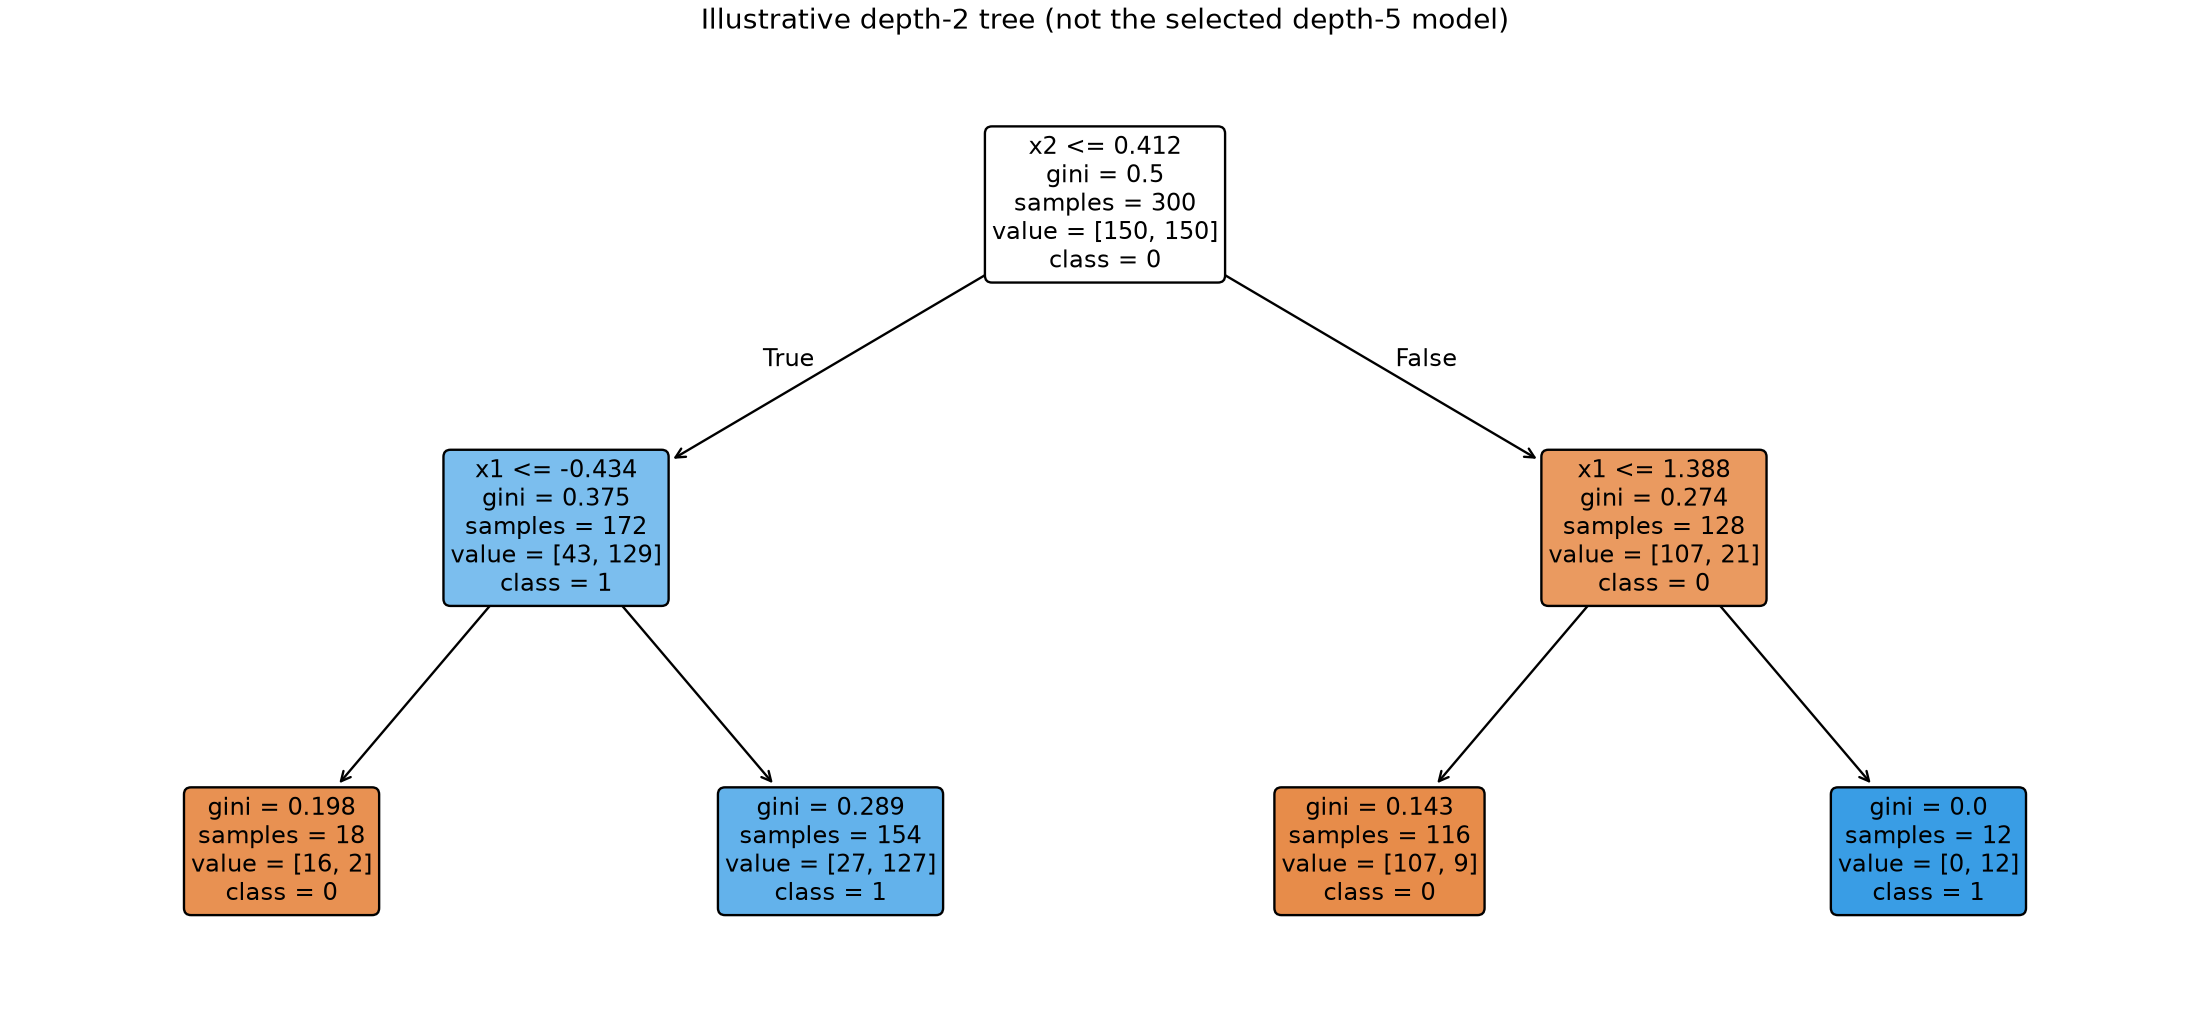 Illustrative depth-2 tree (not the selected depth-5 model)
x2 <= 0.412
gini = 0.5
samples = 300
value = [150, 150]
class = 0
True
False
x1 <= -0.434
gini = 0.375
samples = 172
value = [43, 129]
class = 1
x1 <= 1.388
gini = 0.274
samples = 128
value = [107, 21]
class = 0
gini = 0.198
samples = 18
value = [16, 2]
class = 0
gini = 0.289
samples = 154
value = [27, 127]
class = 1
gini = 0.143
samples = 116
value = [107, 9]
class = 0
gini = 0.0
samples = 12
value = [0, 12]
class = 1